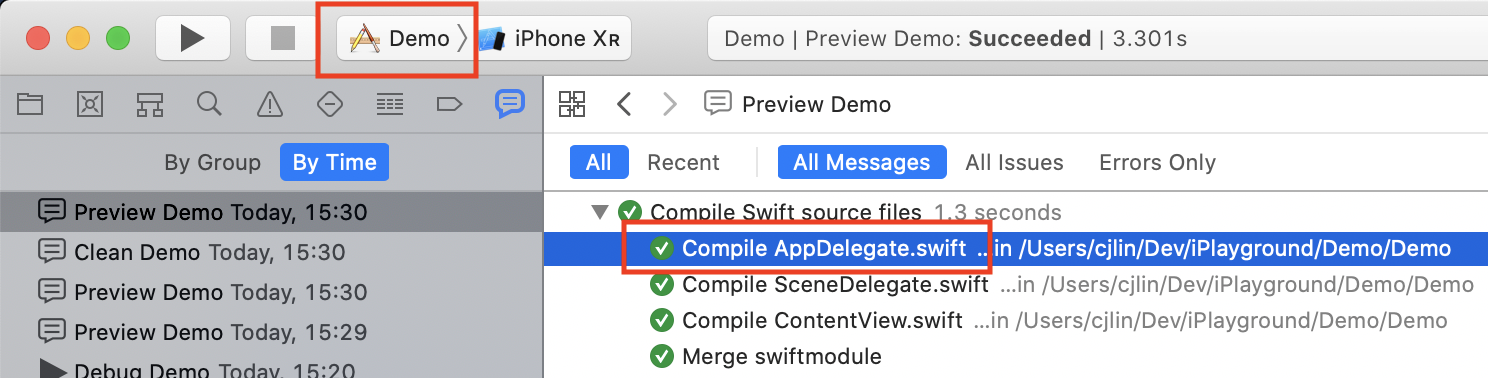 Demo 〉 iPhone XR
Demo | Preview Demo: Succeeded | 3.301s
Preview Demo
By Group By Time
All Recent All Messages All Issues Errors Only
Preview Demo Today, 15:30
Clean Demo Today, 15:30
Preview Demo Today, 15:30
Preview Demo Today, 15:29
Debug Demo Today, 15:20
Compile Swift source files 1.3 seconds
Compile AppDelegate.swift ...in /Users/cjlin/Dev/iPlayground/Demo/Demo
Compile SceneDelegate.swift ...in /Users/cjlin/Dev/iPlayground/Demo/Demo
Compile ContentView.swift ...in /Users/cjlin/Dev/iPlayground/Demo/Demo
Merge swiftmodule